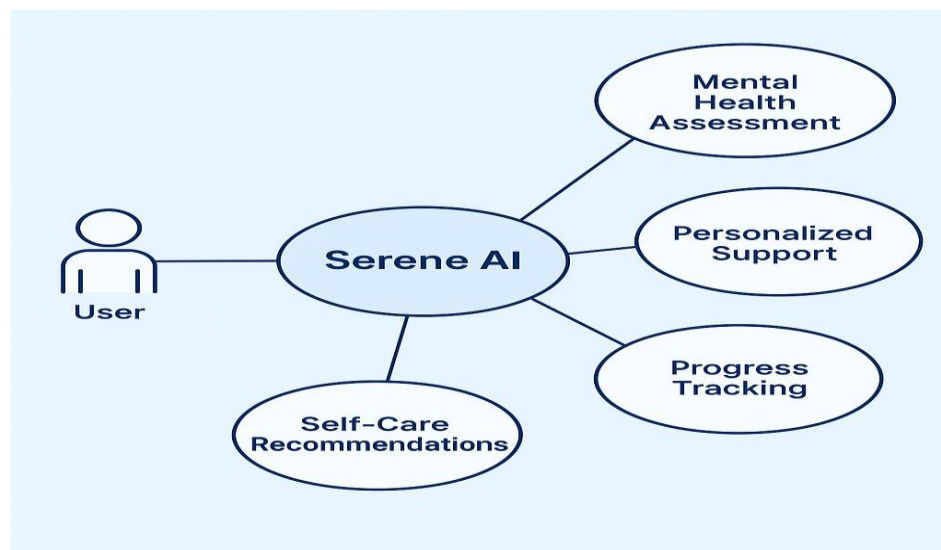 Mental
Health
Assessment
Personalized
Support
Serene AI
User
Progress
Tracking
Self-Care
Recommendations